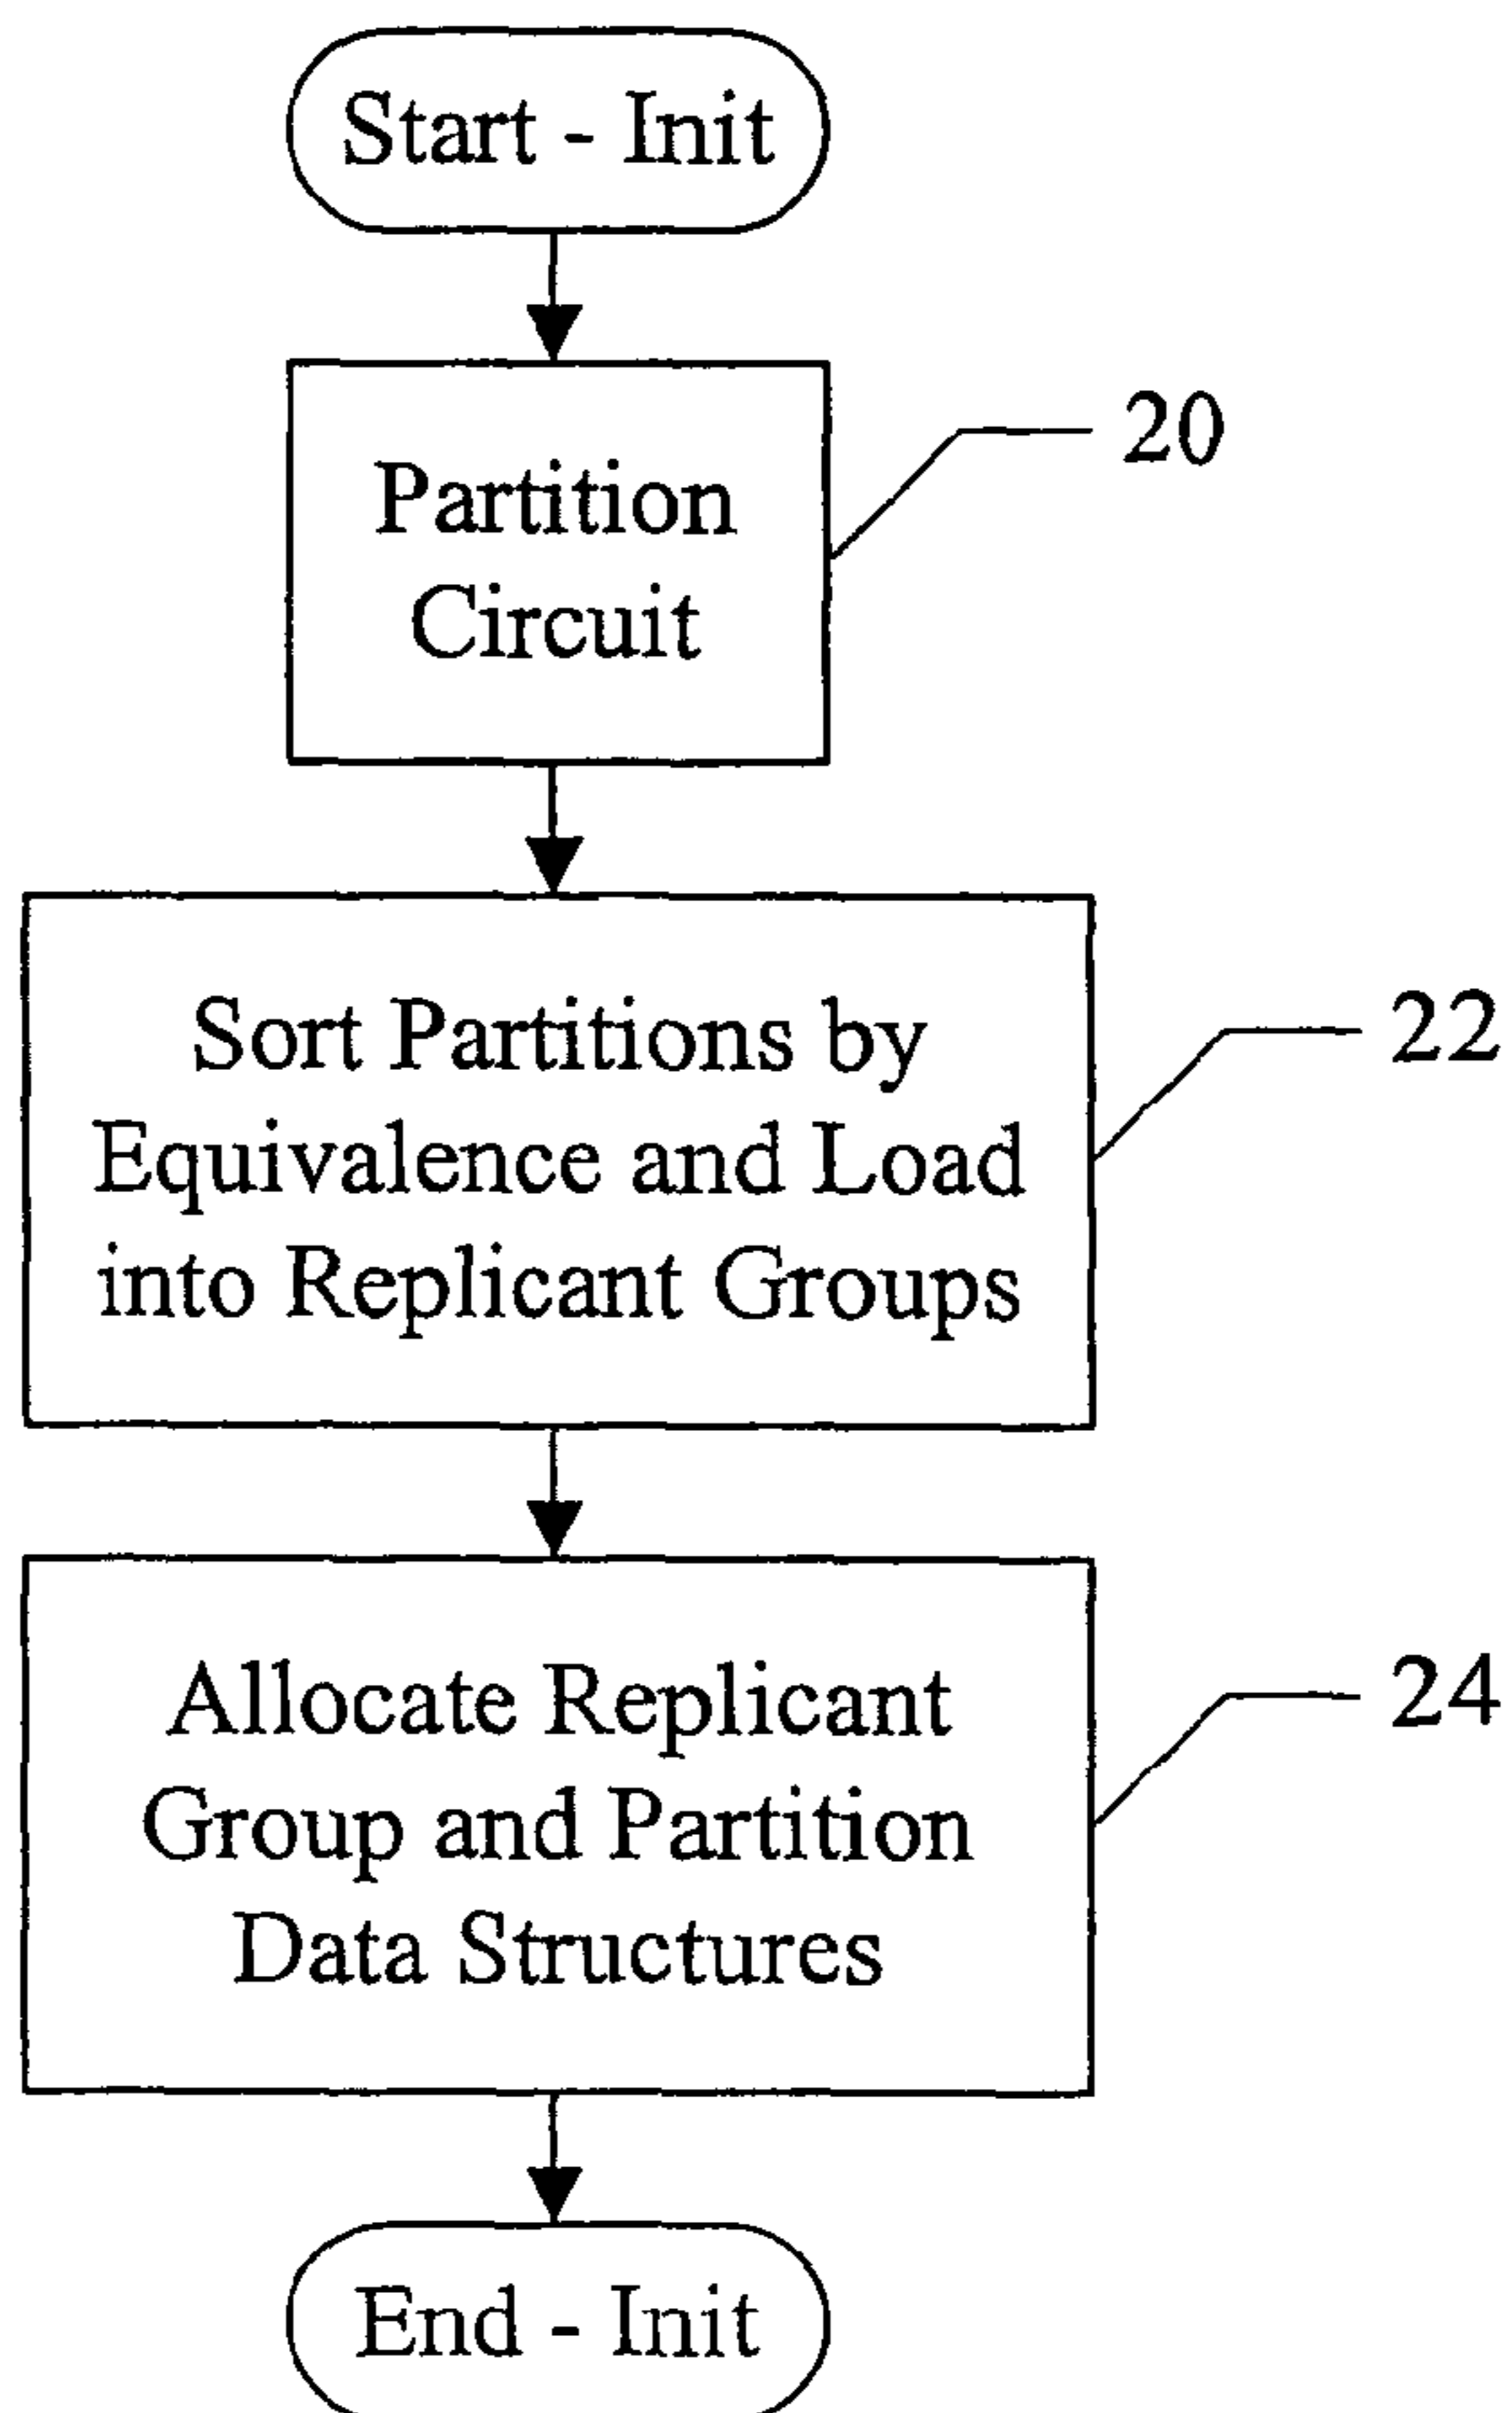 Start - Init
20
Partition
Circuit
22
Sort Partitions by
Equivalence and Load
into Replicant Groups
24
Allocate Replicant
Group and Partition
Data Structures
End - Init